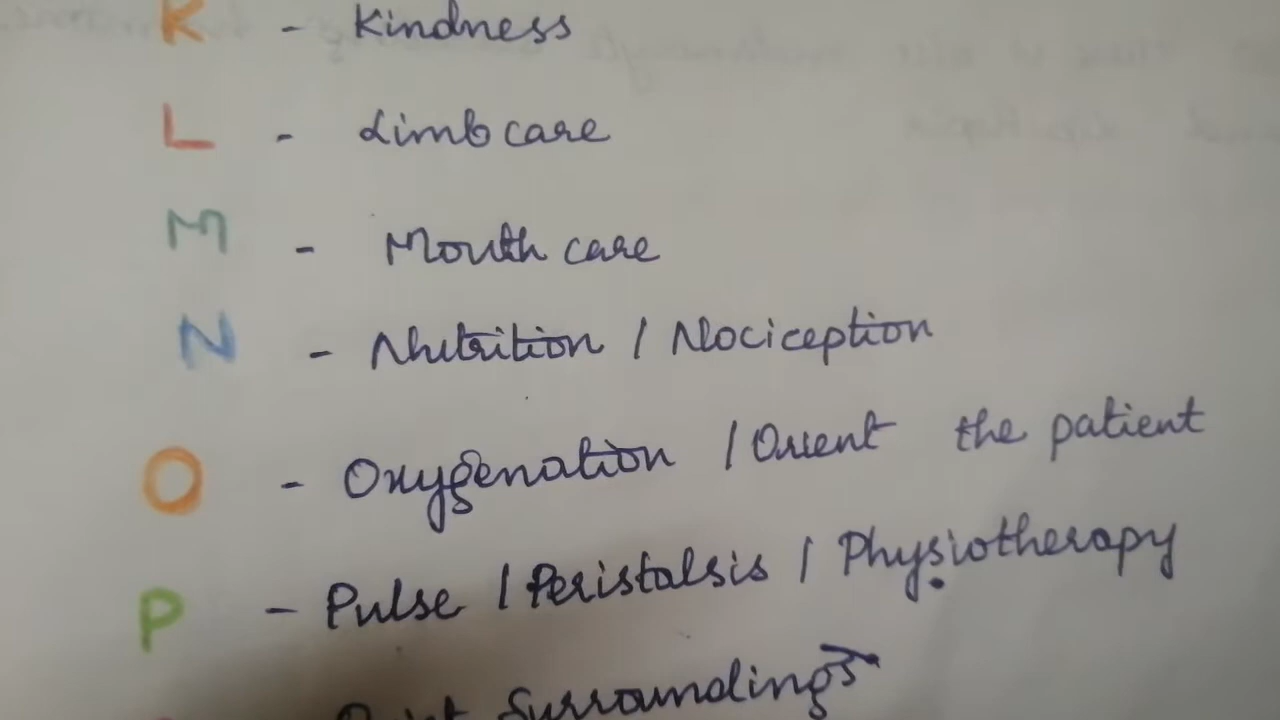 K - Kindness
L - Limb care
M - Mouth care
N - Nutrition / Nociception
O - Oxygenation / Orient the patient
P - Pulse / Peristalsis / Physiotherapy
Surroundings